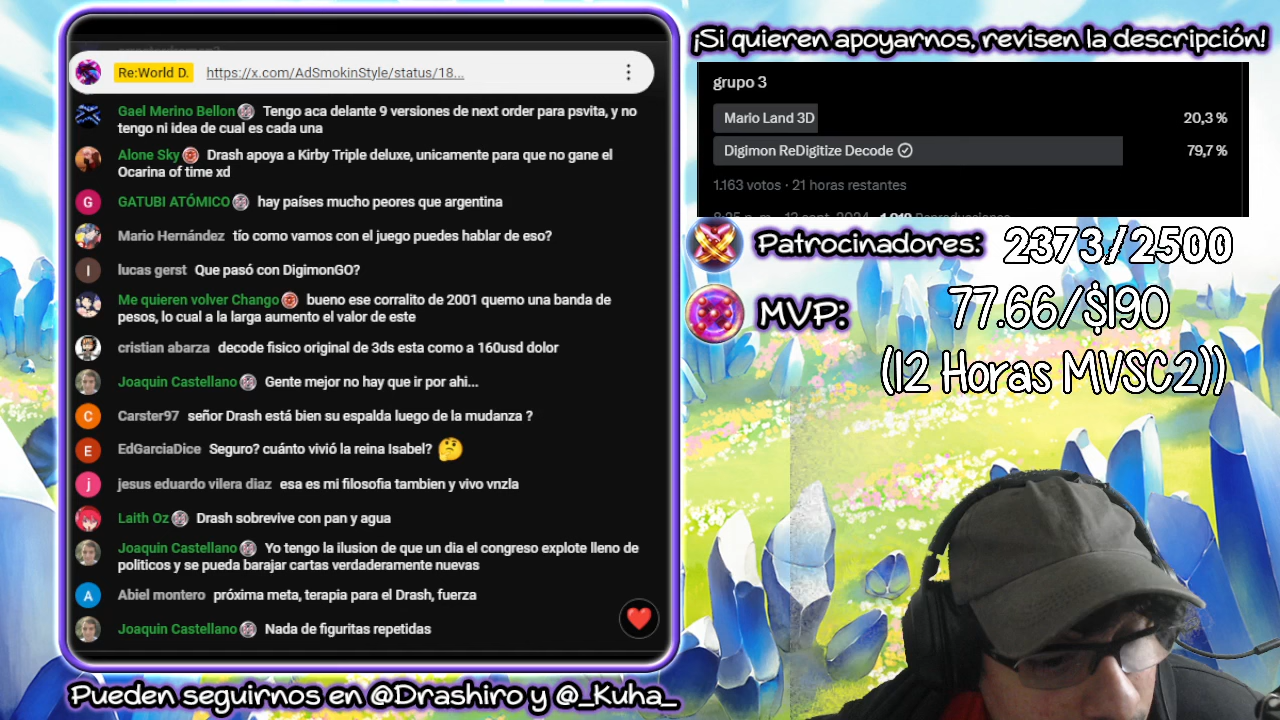 ¡Si quieren apoyarnos, revisen la descripción!
Re:World D. https://x.com/AdSmokinStyle/status/18...
Gael Merino Bellon Tengo aca delante 9 versiones de next order para psvita, y no
tengo ni idea de cual es cada una
Alone Sky Drash apoya a Kirby Triple deluxe, unicamente para que no gane el
Ocarina of time xd
G GATUBI ATÓMICO hay países mucho peores que argentina
Mario Hernández tío como vamos con el juego puedes hablar de eso?
I lucas gerst Que pasó con DigimonGO?
Me quieren volver Chango bueno ese corralito de 2001 quemo una banda de
pesos, lo cual a la larga aumento el valor de este
cristian abarza decode fisico original de 3ds esta como a 160usd dolor
Joaquin Castellano Gente mejor no hay que ir por ahi...
C Carster97 señor Drash está bien su espalda luego de la mudanza ?
E EdGarciaDice Seguro? cuánto vivió la reina Isabel? 🤔
j jesus eduardo vilera diaz esa es mi filosofia tambien y vivo vnzla
Laith Oz Drash sobrevive con pan y agua
Joaquin Castellano Yo tengo la ilusion de que un dia el congreso explote lleno de
politicos y se pueda barajar cartas verdaderamente nuevas
A Abiel montero próxima meta, terapia para el Drash, fuerza
Joaquin Castellano Nada de figuritas repetidas
Pueden seguirnos en @Drashiro y @_Kuha_
grupo 3
Mario Land 3D 20,3 %
Digimon ReDigitize Decode 79,7 %
1.163 votos · 21 horas restantes
Patrocinadores: 2373/2500
MVP: 77.66/$190
(12 Horas MVSC2))